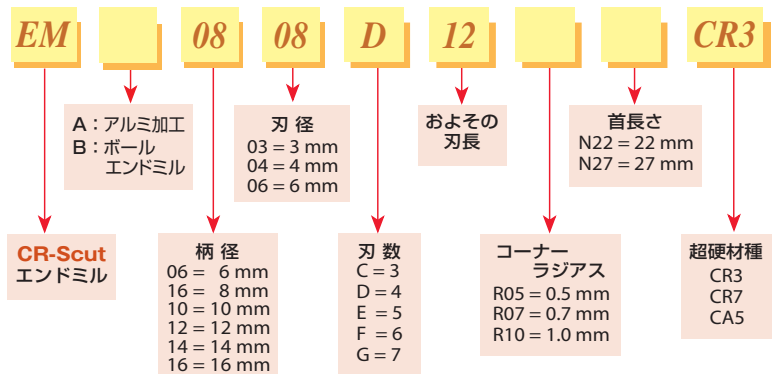 EM 08 08 D 12 CR3
A：アルミ加工
B：ボール
エンドミル
刃 径
03 = 3 mm
04 = 4 mm
06 = 6 mm
およその
刃長
首長さ
N22 = 22 mm
N27 = 27 mm
CR-Scut
エンドミル
柄 径
06 = 6 mm
16 = 8 mm
10 = 10 mm
12 = 12 mm
14 = 14 mm
16 = 16 mm
刃 数
C = 3
D = 4
E = 5
F = 6
G = 7
コーナー
ラジアス
R05 = 0.5 mm
R07 = 0.7 mm
R10 = 1.0 mm
超硬材種
CR3
CR7
CA5